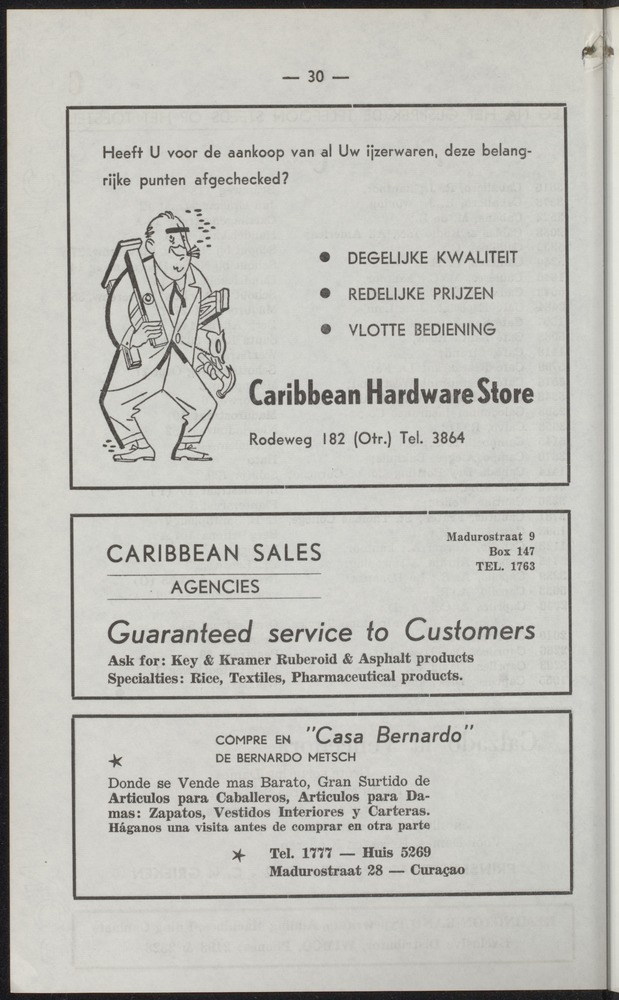 — 30 —
Heeft U voor de aankoop van al Uw ijzerwaren, deze belang-
rijke punten afgechecked?
● DEGELIJKE KWALITEIT
● REDELIJKE PRIJZEN
● VLOTTE BEDIENING
Caribbean Hardware Store
Rodeweg 182 (Otr.) Tel. 3864
CARIBBEAN SALES
AGENCIES
Madurostraat 9
Box 147
TEL. 1763
Guaranteed service to Customers
Ask for: Key & Kramer Ruberoid & Asphalt products
Specialties: Rice, Textiles, Pharmaceutical products.
COMPRE EN "Casa Bernardo"
DE BERNARDO METSCH
Donde se Vende mas Barato, Gran Surtido de
Articulos para Caballeros, Articulos para Da-
mas: Zapatos, Vestidos Interiores y Carteras.
Háganos una visita antes de comprar en otra parte
Tel. 1777 — Huis 5269
Madurostraat 28 — Curaçao